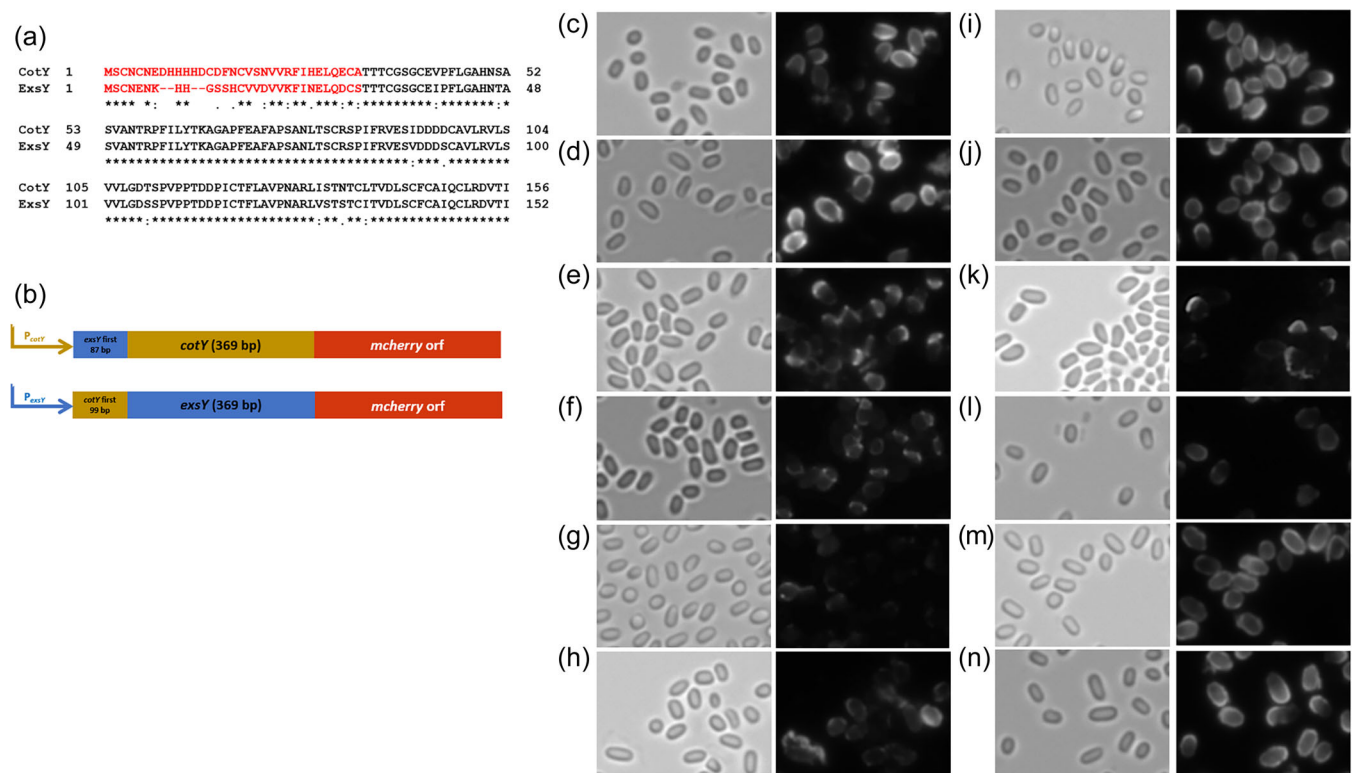 (a)
CotY 1 MSCNCNEDHHHHDCDFNCVSNVVRFIHELQECATTTCGSGCEVPFLGAHNSA 52
ExsY 1 MSCNENK--HH--GSSHCVVDVVKFINELQDCSTTTCGSGCEIPFLGAHNTA 48
**** *:  **   . .** :**:**.***:*:*********:*******:*
CotY 53 SVANTRPFILYTKAGAPFEAFAPSANLTSCRSPIFRVESIDDDDCAVLRVLS 104
ExsY 49 SVANTRPFILYTKAGAPFEAFAPSANLTSCRSPIFRVESVDDDSCAVLRVLS 100
***************************************:***.********
CotY 105 VVLGDTSPVPPTDDPICTFLAVPNARLISTNTCLTVDLSCFCAIQCLRDVTI 156
ExsY 101 VVLGDSSPVPPTDDPICTFLAVPNARLVSTSTCITVDLSCFCAIQCLRDVTI 152
*****:*********************:**.**:******************
(b)
PcotY exsY first 87 bp cotY (369 bp) mcherry orf
PexsY cotY first 99 bp exsY (369 bp) mcherry orf
(c)
(d)
(e)
(f)
(g)
(h)
(i)
(j)
(k)
(l)
(m)
(n)